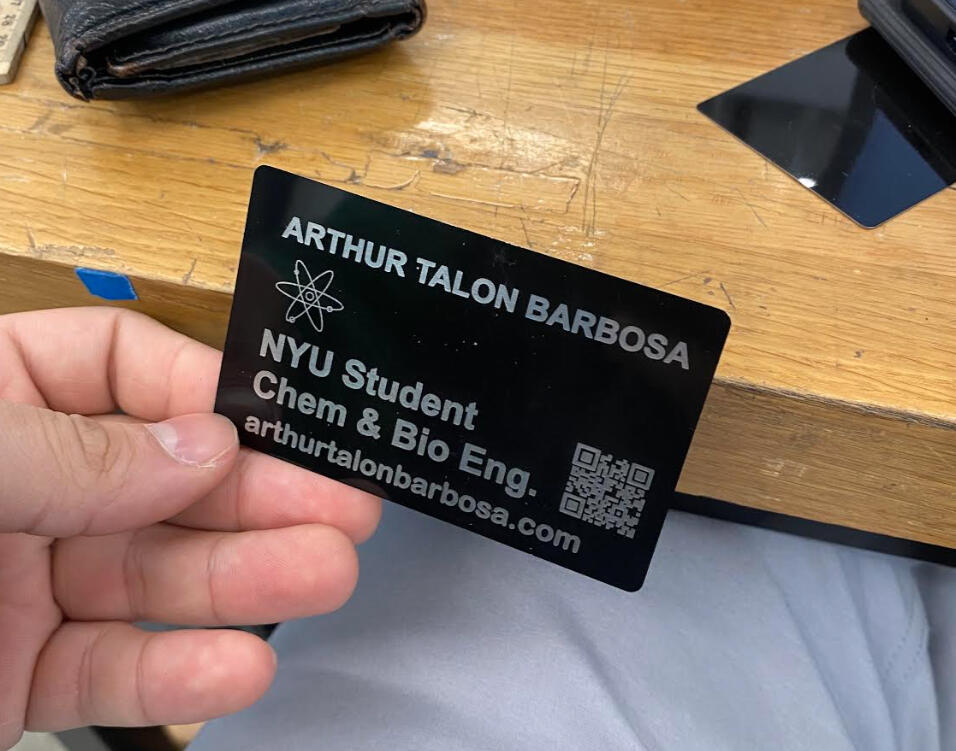 ARTHUR TALON BARBOSA
NYU Student
Chem & Bio Eng.
arthurtalonbarbosa.com